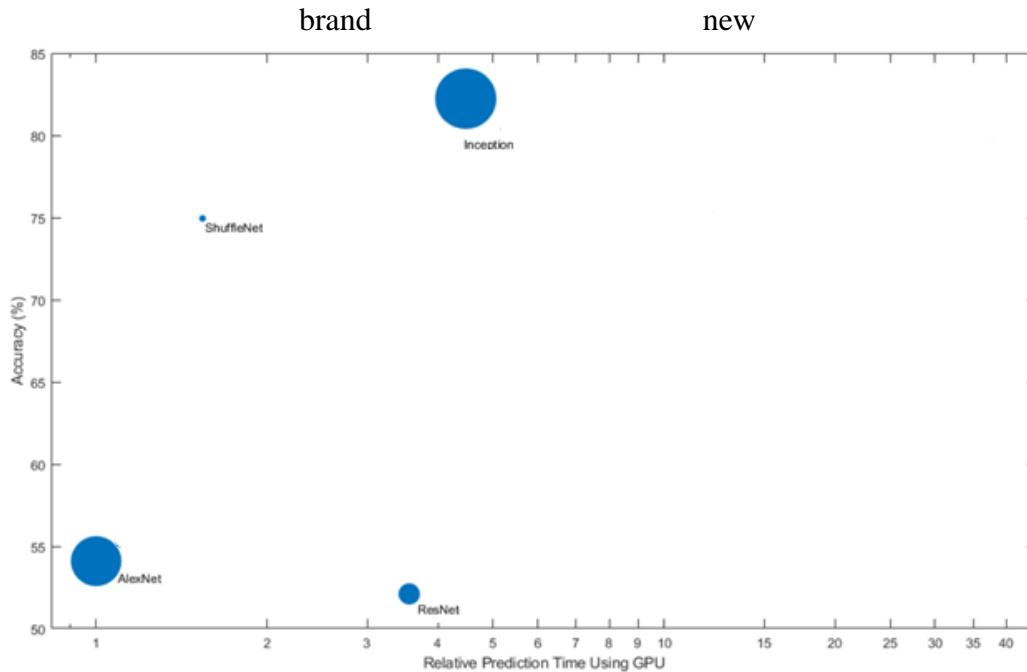 brand new
85
80
75
70
65
60
55
50
Accuracy (%)
Inception
ShuffleNet
AlexNet
ResNet
1 2 3 4 5 6 7 8 9 10 15 20 25 30 35 40
Relative Prediction Time Using GPU